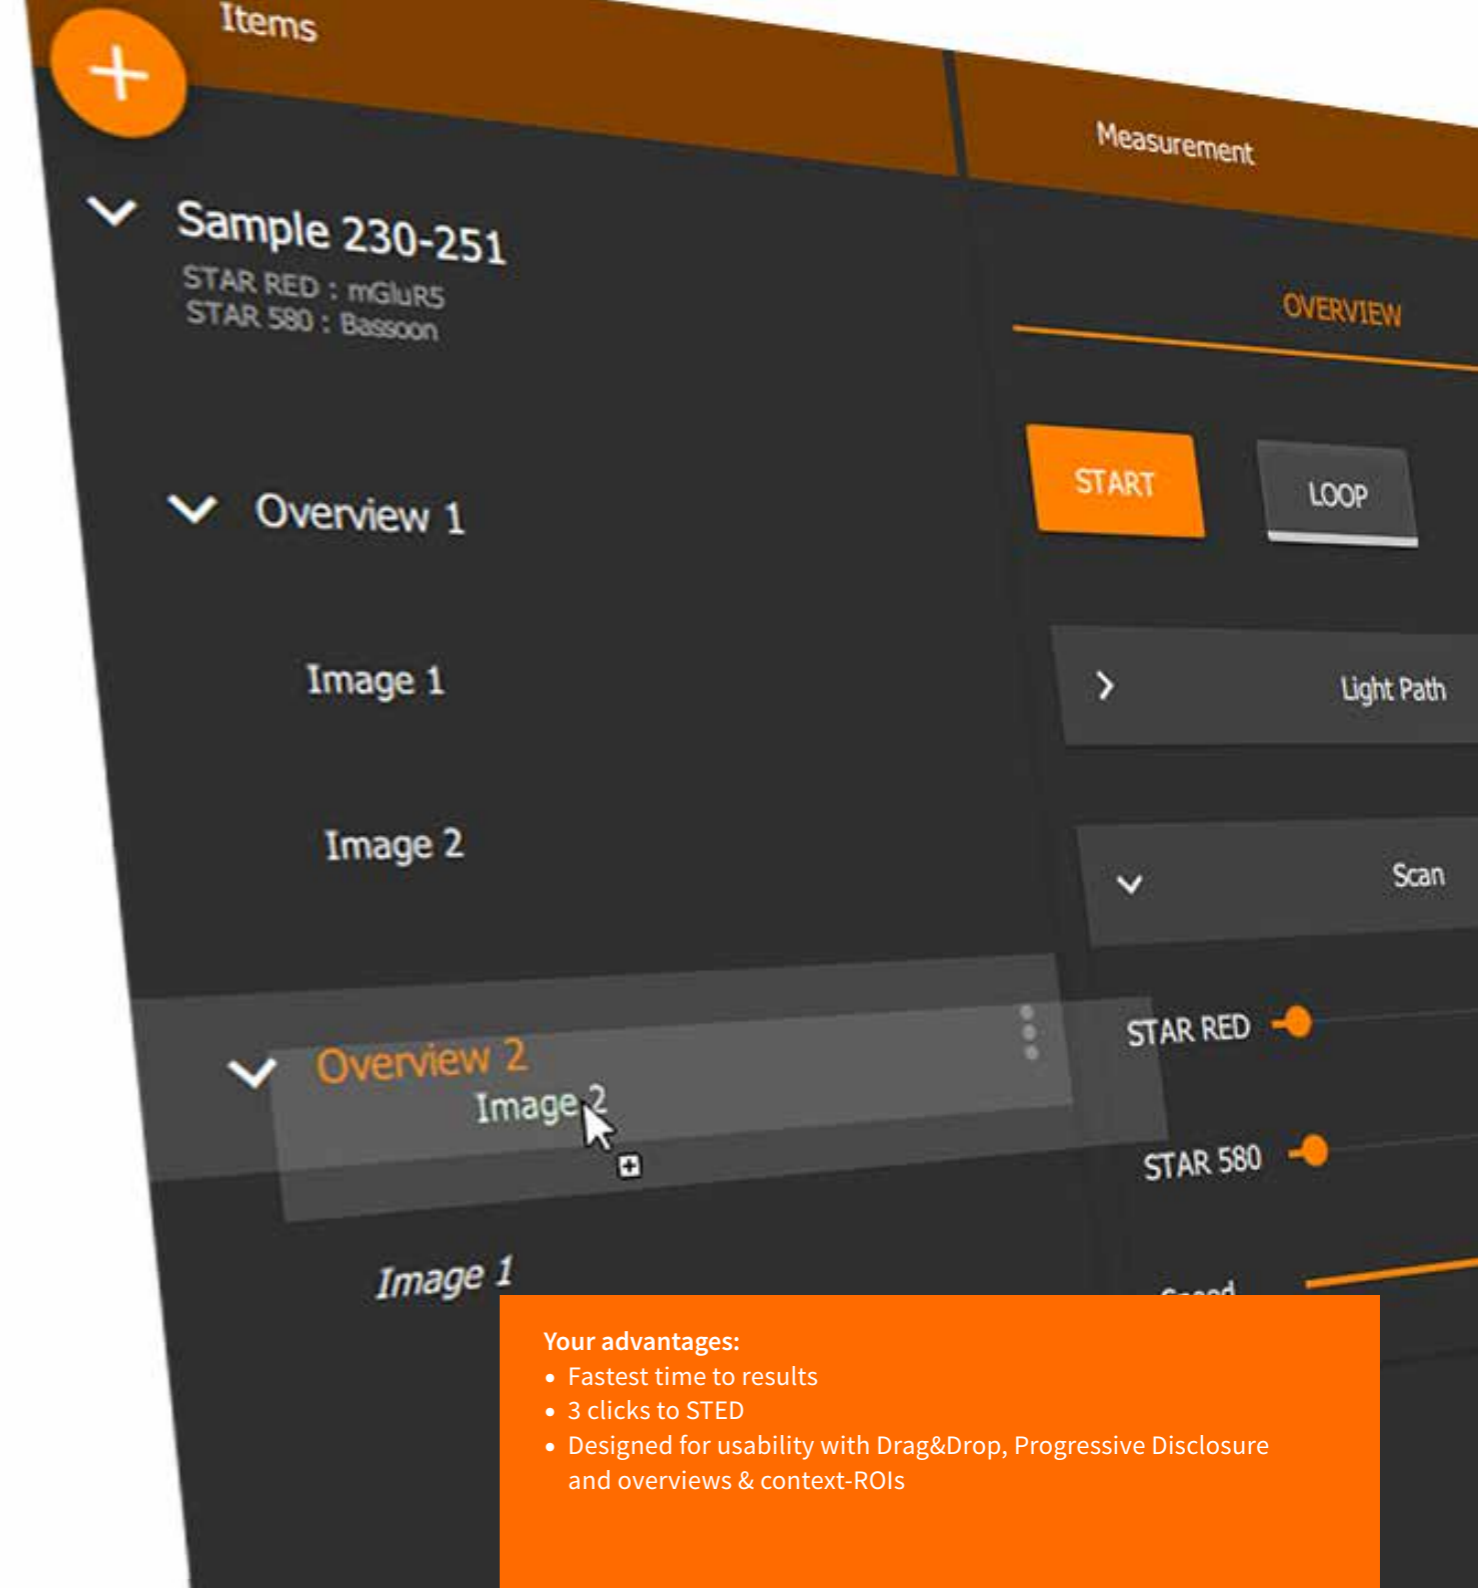 Items
Measurement
Sample 230-251
STAR RED : mGluR5
STAR 580 : Bassoon
OVERVIEW
START
LOOP
Overview 1
Image 1
Light Path
Image 2
Scan
Overview 2
STAR RED
Image 2
STAR 580
Image 1
Speed
Your advantages:
• Fastest time to results
• 3 clicks to STED
• Designed for usability with Drag&Drop, Progressive Disclosure
and overviews & context-ROIs